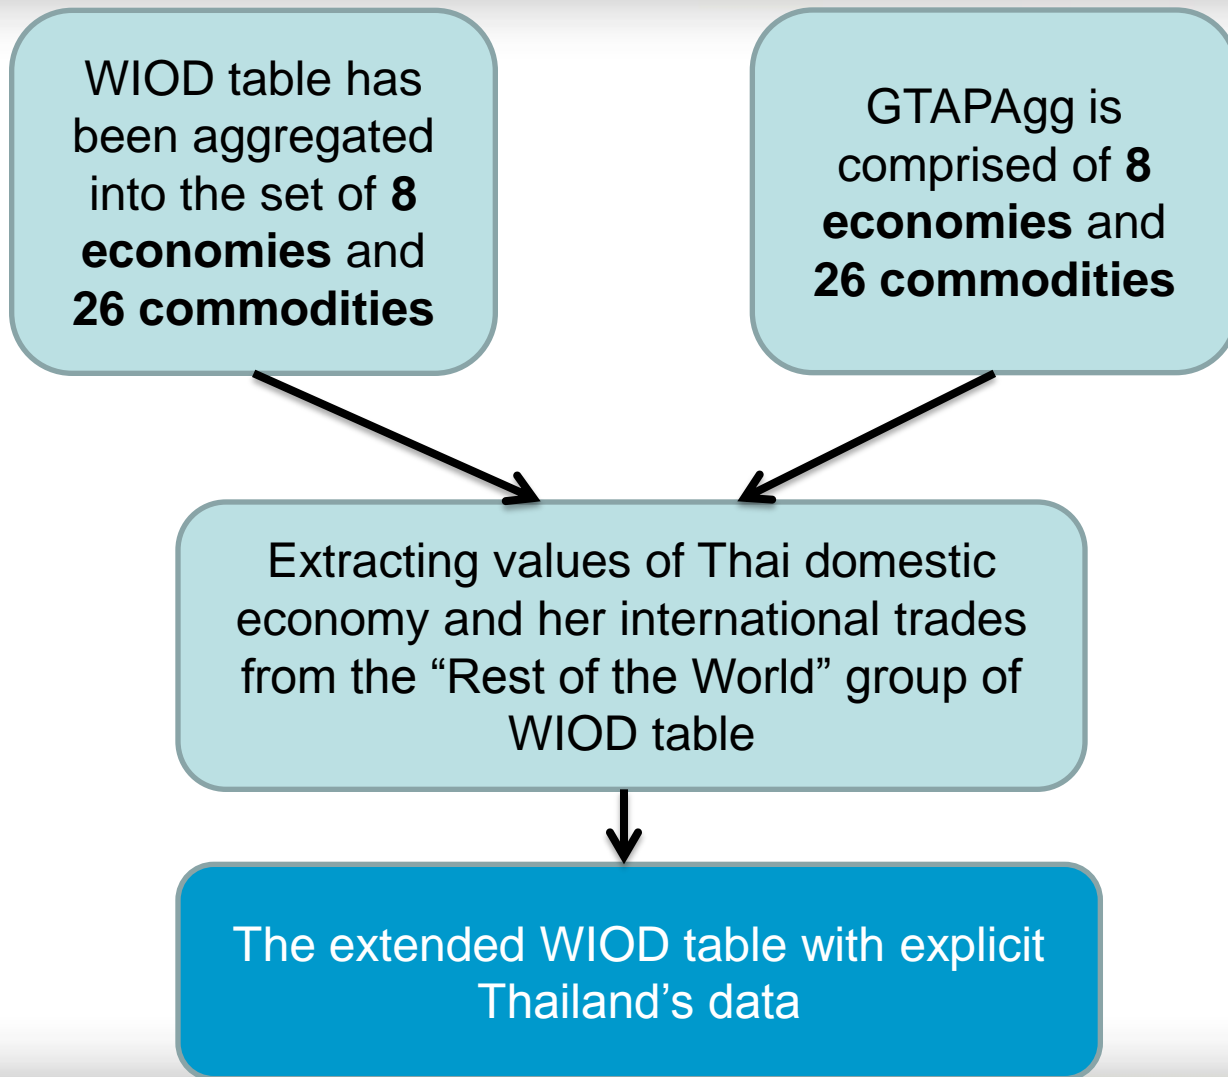 WIOD table has
been aggregated
into the set of 8
economies and
26 commodities
GTAPAgg is
comprised of 8
economies and
26 commodities
Extracting values of Thai domestic
economy and her international trades
from the “Rest of the World” group of
WIOD table
The extended WIOD table with explicit
Thailand’s data